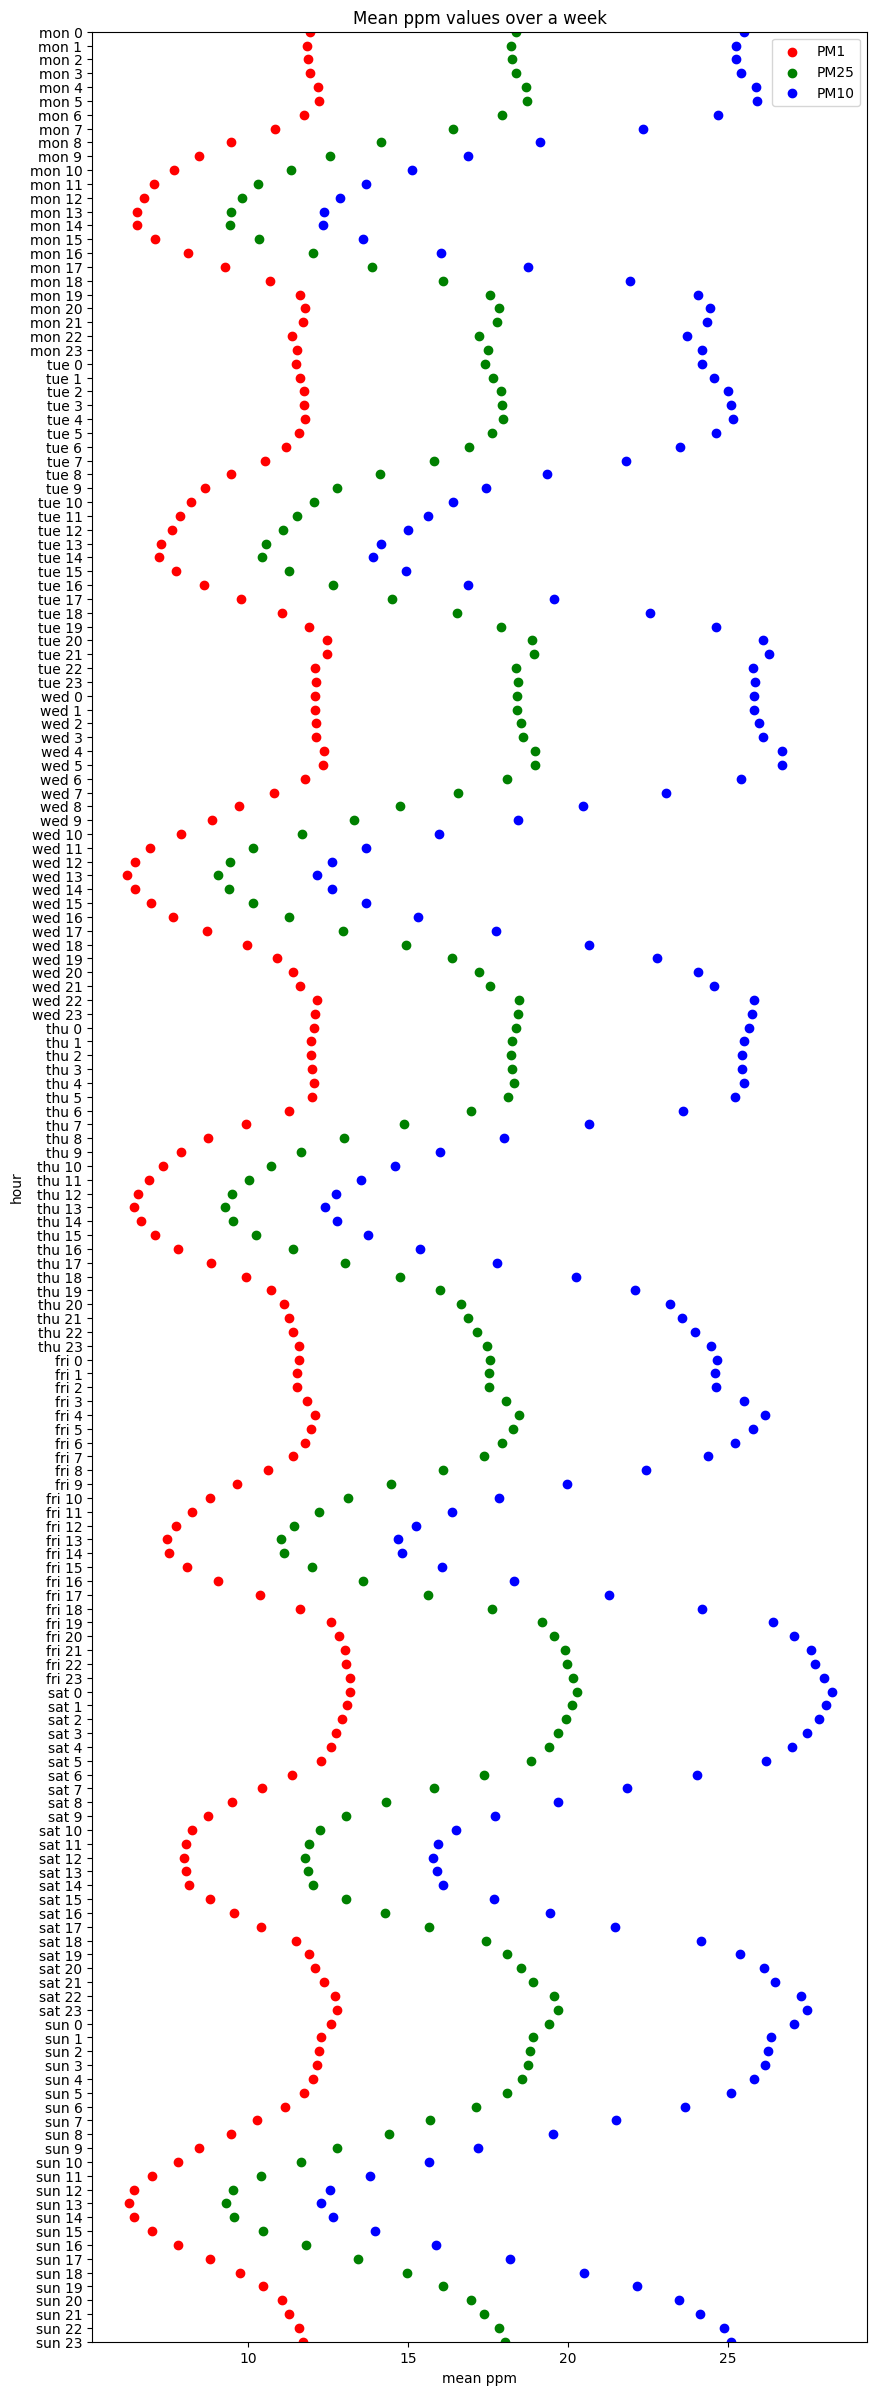 Mean ppm values over a week
PM1
PM25
PM10
mon 0
mon 1
mon 2
mon 3
mon 4
mon 5
mon 6
mon 7
mon 8
mon 9
mon 10
mon 11
mon 12
mon 13
mon 14
mon 15
mon 16
mon 17
mon 18
mon 19
mon 20
mon 21
mon 22
mon 23
tue 0
tue 1
tue 2
tue 3
tue 4
tue 5
tue 6
tue 7
tue 8
tue 9
tue 10
tue 11
tue 12
tue 13
tue 14
tue 15
tue 16
tue 17
tue 18
tue 19
tue 20
tue 21
tue 22
tue 23
wed 0
wed 1
wed 2
wed 3
wed 4
wed 5
wed 6
wed 7
wed 8
wed 9
wed 10
wed 11
wed 12
wed 13
wed 14
wed 15
wed 16
wed 17
wed 18
wed 19
wed 20
wed 21
wed 22
wed 23
thu 0
thu 1
thu 2
thu 3
thu 4
thu 5
thu 6
thu 7
thu 8
thu 9
thu 10
thu 11
thu 12
thu 13
thu 14
thu 15
thu 16
thu 17
thu 18
thu 19
thu 20
thu 21
thu 22
thu 23
fri 0
fri 1
fri 2
fri 3
fri 4
fri 5
fri 6
fri 7
fri 8
fri 9
fri 10
fri 11
fri 12
fri 13
fri 14
fri 15
fri 16
fri 17
fri 18
fri 19
fri 20
fri 21
fri 22
fri 23
sat 0
sat 1
sat 2
sat 3
sat 4
sat 5
sat 6
sat 7
sat 8
sat 9
sat 10
sat 11
sat 12
sat 13
sat 14
sat 15
sat 16
sat 17
sat 18
sat 19
sat 20
sat 21
sat 22
sat 23
sun 0
sun 1
sun 2
sun 3
sun 4
sun 5
sun 6
sun 7
sun 8
sun 9
sun 10
sun 11
sun 12
sun 13
sun 14
sun 15
sun 16
sun 17
sun 18
sun 19
sun 20
sun 21
sun 22
sun 23
hour
10 15 20 25
mean ppm